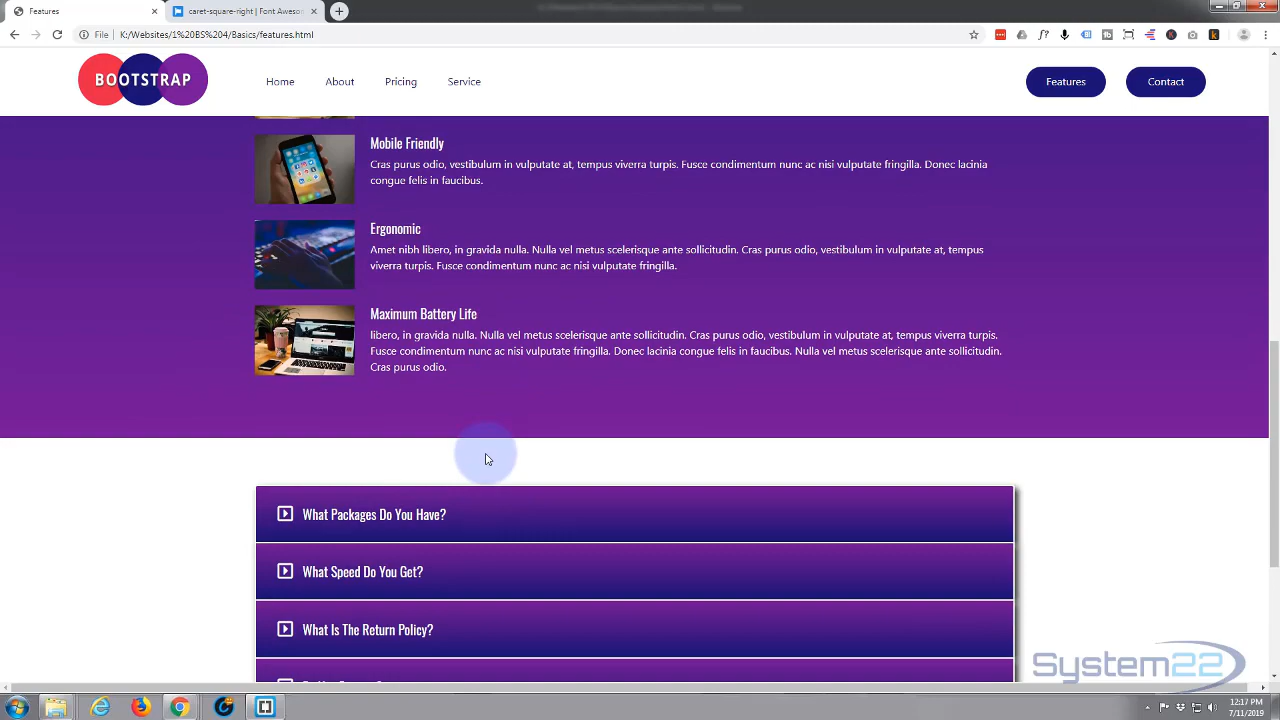 Features
caret-square-right | Font Aweso
File
K:/Websites/1%20BS%204/Basics/features.html
BOOTSTRAP
Home
About
Pricing
Service
Features
Contact
Mobile Friendly
Cras purus odio, vestibulum in vulputate at, tempus viverra turpis. Fusce condimentum nunc ac nisi vulputate fringilla. Donec lacinia
congue felis in faucibus.
Ergonomic
Amet nibh libero, in gravida nulla. Nulla vel metus scelerisque ante sollicitudin. Cras purus odio, vestibulum in vulputate at, tempus
viverra turpis. Fusce condimentum nunc ac nisi vulputate fringilla.
Maximum Battery Life
libero, in gravida nulla. Nulla vel metus scelerisque ante sollicitudin. Cras purus odio, vestibulum in vulputate at, tempus viverra turpis.
Fusce condimentum nunc ac nisi vulputate fringilla. Donec lacinia congue felis in faucibus. Nulla vel metus scelerisque ante sollicitudin.
Cras purus odio.
What Packages Do You Have?
What Speed Do You Get?
What Is The Return Policy?
System22
12:17 PM
7/11/2019